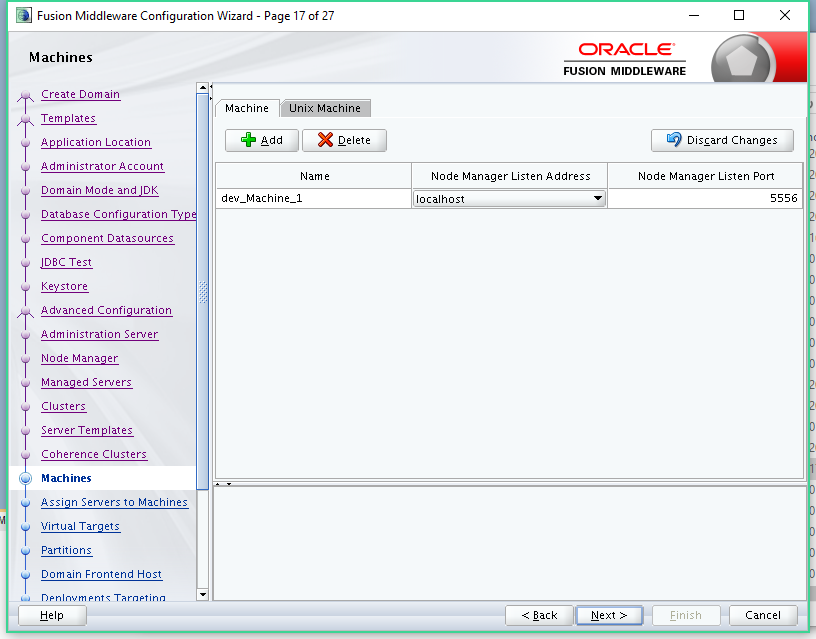 Fusion Middleware Configuration Wizard - Page 17 of 27
Machines
ORACLE
FUSION MIDDLEWARE
Create Domain
Templates
Application Location
Administrator Account
Domain Mode and JDK
Database Configuration Type
Component Datasources
JDBC Test
Keystore
Advanced Configuration
Administration Server
Node Manager
Managed Servers
Clusters
Server Templates
Coherence Clusters
Machines
Assign Servers to Machines
Virtual Targets
Partitions
Domain Frontend Host
Deployments Targeting
Machine Unix Machine
Add Delete Discard Changes
Name Node Manager Listen Address Node Manager Listen Port
dev_Machine_1 localhost 5556
Help < Back Next > Finish Cancel